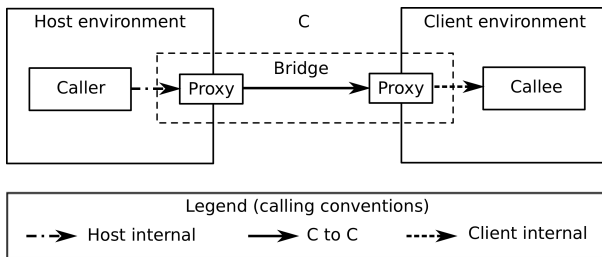 Host environment
C
Client environment
Bridge
Caller
Proxy
Proxy
Callee
Legend (calling conventions)
Host internal
C to C
Client internal